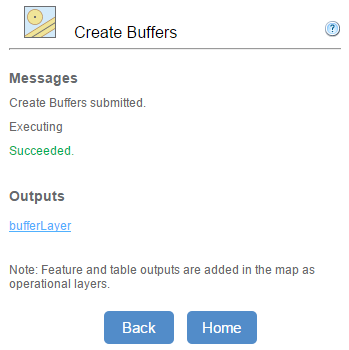 Create Buffers
?
Messages
Create Buffers submitted.
Executing
Succeeded.
Outputs
bufferLayer
Note: Feature and table outputs are added in the map as
operational layers.
Back
Home